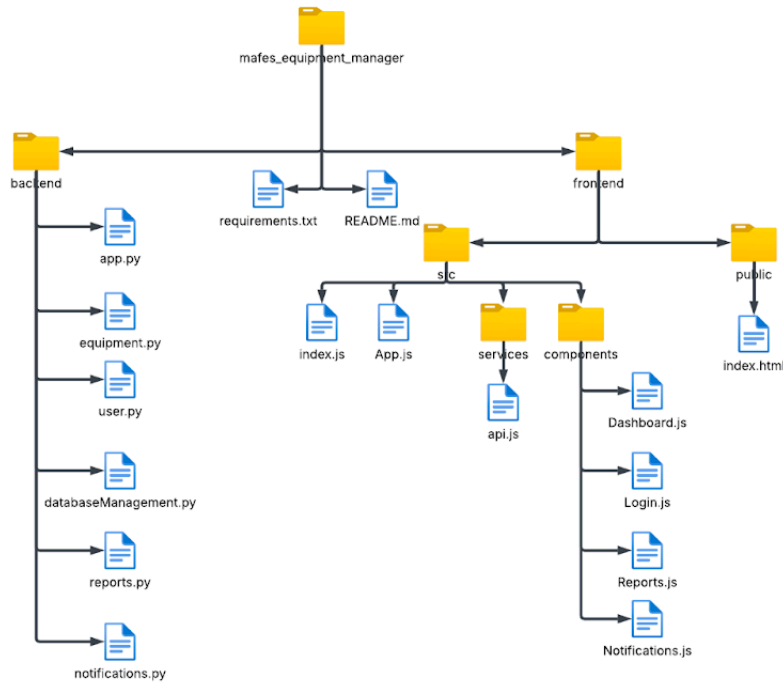 mafes_equipment_manager
backend
frontend
requirements.txt
README.md
app.py
src
public
equipment.py
index.js
App.js
services
components
index.html
user.py
api.js
Dashboard.js
databaseManagement.py
Login.js
reports.py
Reports.js
notifications.py
Notifications.js